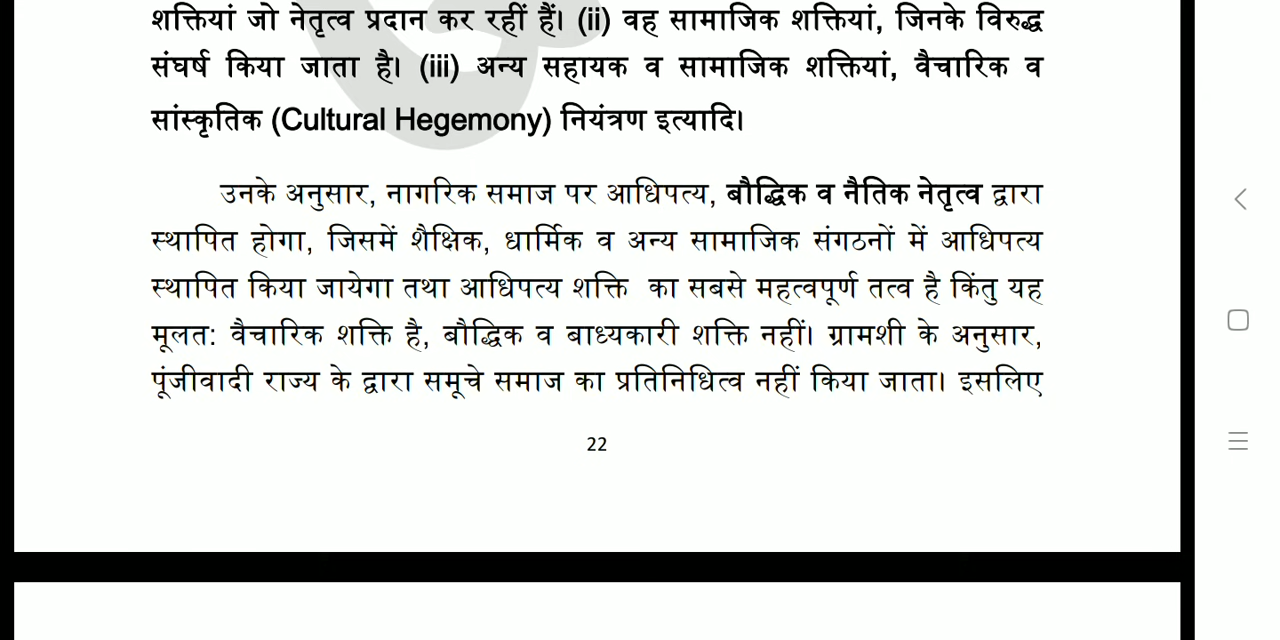 शक्तियां जो नेतृत्व प्रदान कर रहीं हैं। (ii) वह सामाजिक शक्तियां, जिनके विरुद्ध
संघर्ष किया जाता है। (iii) अन्य सहायक व सामाजिक शक्तियां, वैचारिक व
सांस्कृतिक (Cultural Hegemony) नियंत्रण इत्यादि।
उनके अनुसार, नागरिक समाज पर आधिपत्य, बौद्धिक व नैतिक नेतृत्व द्वारा
स्थापित होगा, जिसमें शैक्षिक, धार्मिक व अन्य सामाजिक संगठनों में आधिपत्य
स्थापित किया जायेगा तथा आधिपत्य शक्ति का सबसे महत्वपूर्ण तत्व है किंतु यह
मूलत: वैचारिक शक्ति है, बौद्धिक व बाध्यकारी शक्ति नहीं। ग्रामशी के अनुसार,
पूंजीवादी राज्य के द्वारा समूचे समाज का प्रतिनिधित्व नहीं किया जाता। इसलिए
22